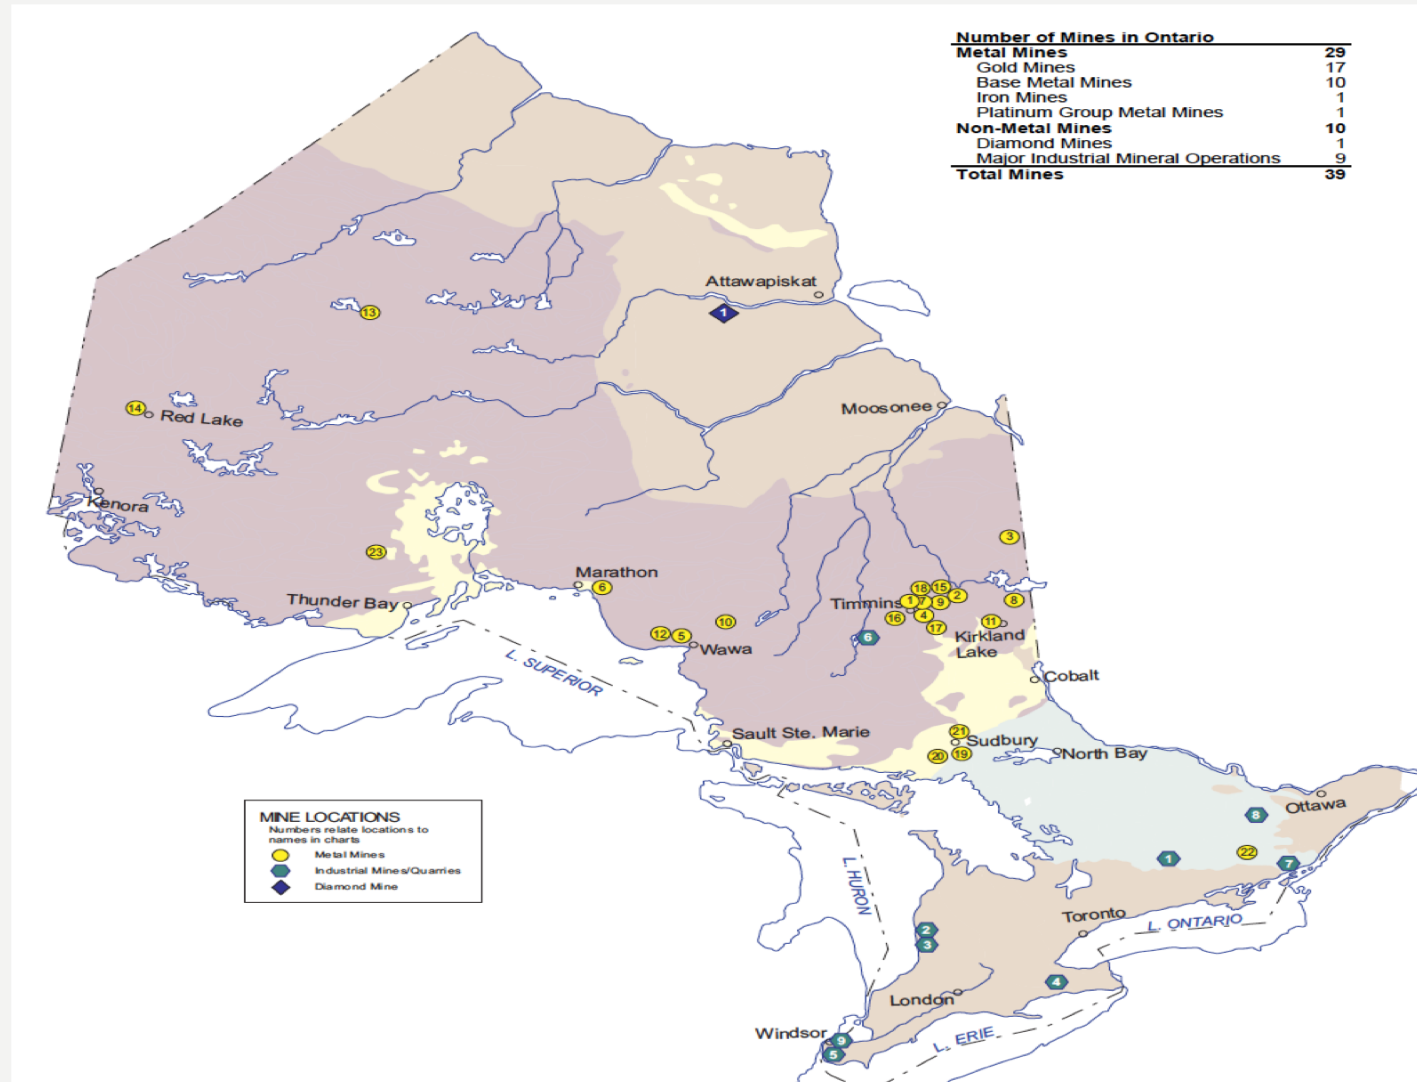 Number of Mines in Ontario
Metal Mines 29
Gold Mines 17
Base Metal Mines 10
Iron Mines 1
Platinum Group Metal Mines 1
Non-Metal Mines 10
Diamond Mines 1
Major Industrial Mineral Operations 9
Total Mines 39
Attawapiskat
1
13
14
Red Lake
Moosonee
Kenora
3
23
Marathon
6
Thunder Bay
18
15
2
8
Timmins
1
7
9
16
4
17
11
Kirkland
Lake
10
12
5
Wawa
6
L. SUPERIOR
Cobalt
Sault Ste. Marie
21
Sudbury
20
19
North Bay
MINE LOCATIONS
Numbers relate locations to
names in charts
Metal Mines
Industrial Mines/Quarries
Diamond Mine
Ottawa
8
22
1
7
L. HURON
Toronto
L. ONTARIO
2
3
4
London
Windsor
9
5
L. ERIE